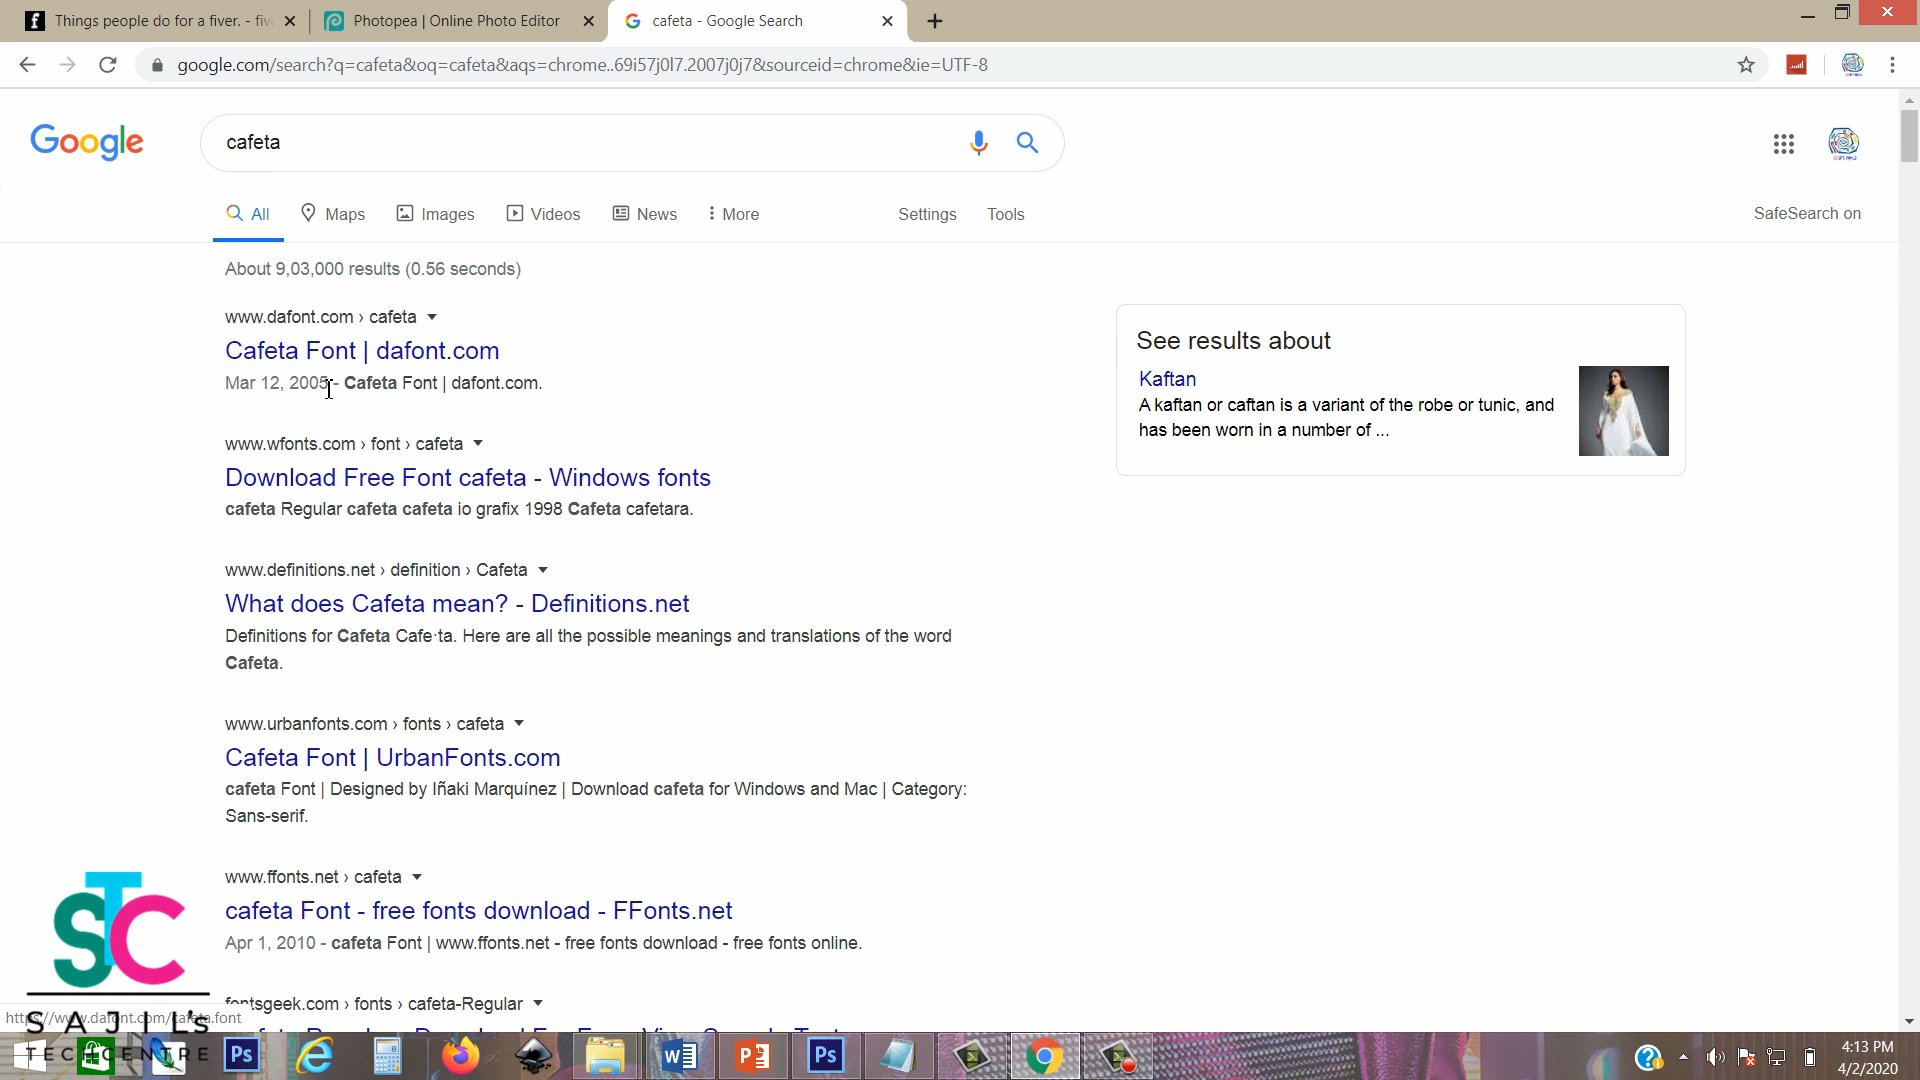 Things people do for a fiver. - five
Photopea | Online Photo Editor
cafeta - Google Search
google.com/search?q=cafeta&oq=cafeta&aqs=chrome..69i57j0l7.2007j0j7&sourceid=chrome&ie=UTF-8
Google
cafeta
All
Maps
Images
Videos
News
More
Settings
Tools
SafeSearch on
About 9,03,000 results (0.56 seconds)
www.dafont.com › cafeta
Cafeta Font | dafont.com
Mar 12, 2005 - Cafeta Font | dafont.com.
www.wfonts.com › font › cafeta
Download Free Font cafeta - Windows fonts
cafeta Regular cafeta cafeta io grafix 1998 Cafeta cafetara.
www.definitions.net › definition › Cafeta
What does Cafeta mean? - Definitions.net
Definitions for Cafeta Cafe·ta. Here are all the possible meanings and translations of the word
Cafeta.
www.urbanfonts.com › fonts › cafeta
Cafeta Font | UrbanFonts.com
cafeta Font | Designed by Iñaki Marquínez | Download cafeta for Windows and Mac | Category:
Sans-serif.
www.ffonts.net › cafeta
cafeta Font - free fonts download - FFonts.net
Apr 1, 2010 - cafeta Font | www.ffonts.net - free fonts download - free fonts online.
fontsgeek.com › fonts › cafeta-Regular
See results about
Kaftan
A kaftan or caftan is a variant of the robe or tunic, and
has been worn in a number of ...
https://www.dafont.com/cafeta.font
STC
SAJIL's
TECHCENTRE
Ps
Ps
4:13 PM
4/2/2020